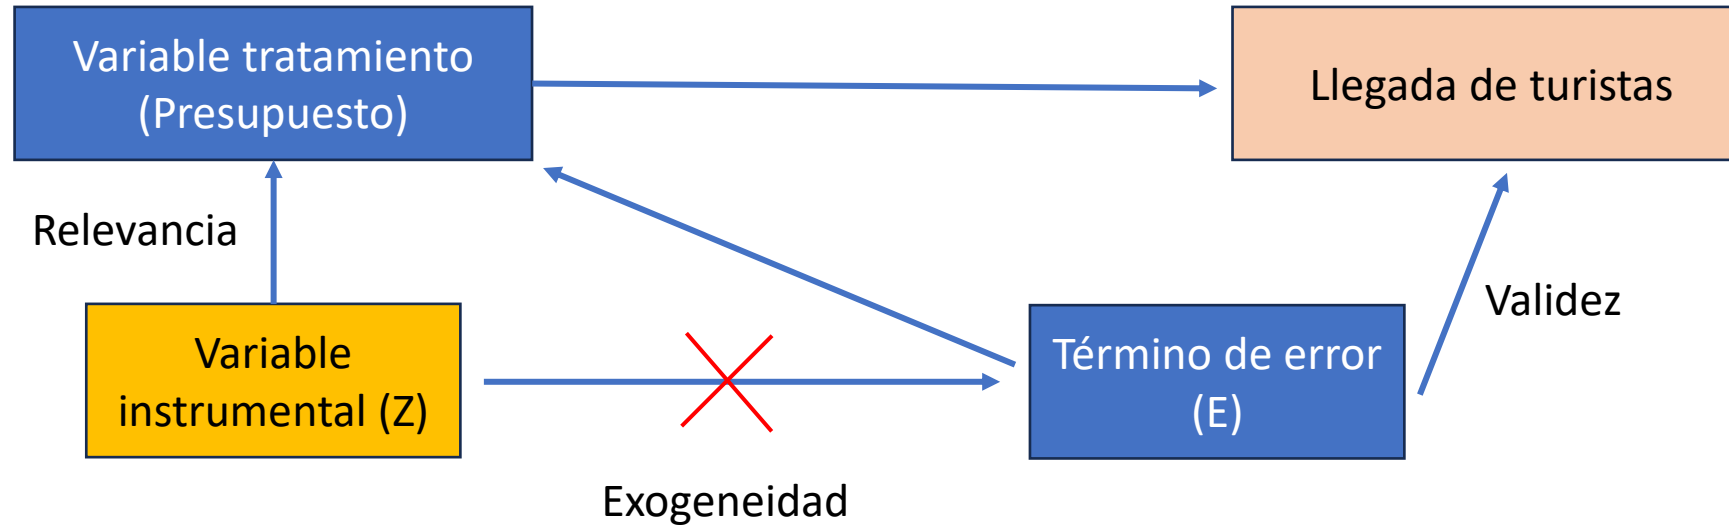 Variable tratamiento
(Presupuesto)
Llegada de turistas
Relevancia
Validez
Variable
instrumental (Z)
Término de error
(E)
Exogeneidad